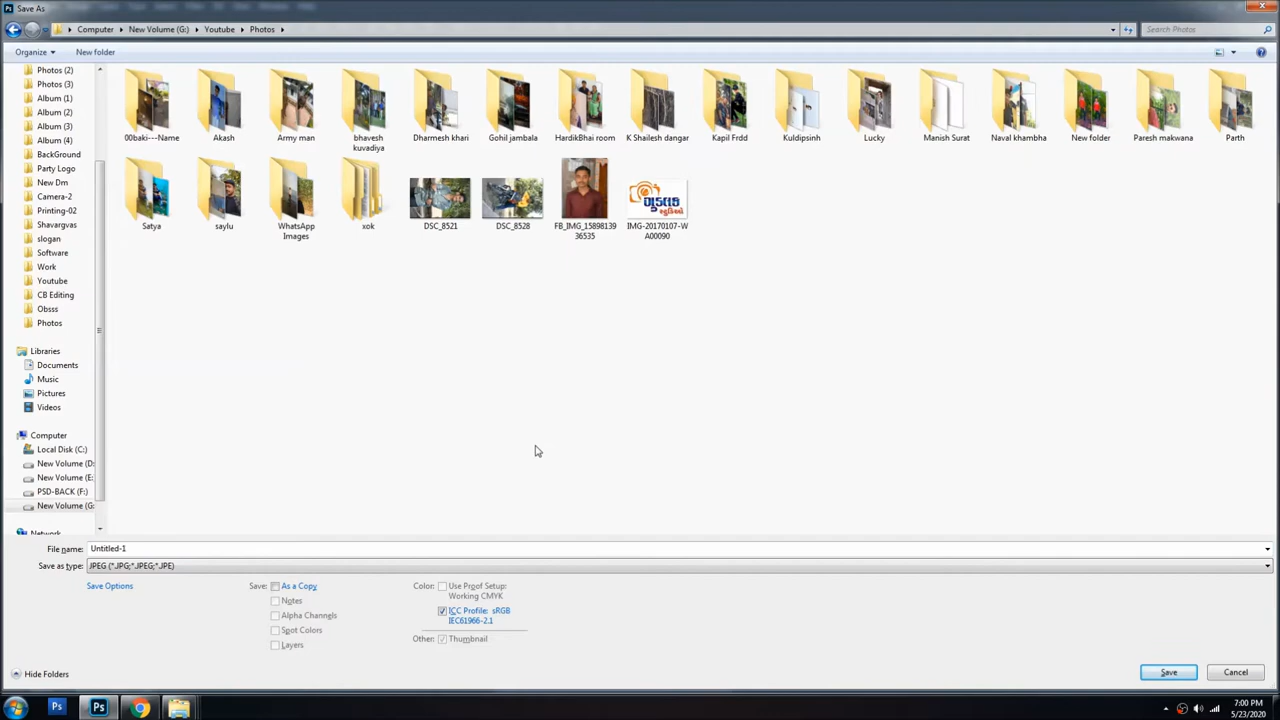 Save As
Computer ▸ New Volume (G:) ▸ Youtube ▸ Photos ▸
Search Photos
Organize
New folder
Photos (2)
Photos (3)
Album (1)
Album (2)
Album (3)
Album (4)
BackGround
Party Logo
New Dm
Camera-2
Printing-02
Shavargvas
slogan
Software
Work
Youtube
CB Editing
Obsss
Photos
Libraries
Documents
Music
Pictures
Videos
Computer
Local Disk (C:)
New Volume (D:
New Volume (E:
PSD-BACK (F:)
New Volume (G:
Network
00baki---Name
Akash
Army man
bhavesh
kuvadiya
Dharmesh khari
Gohil jambala
HardikBhai room
K Shailesh dangar
Kapil Frdd
Kuldipsinh
Lucky
Manish Surat
Naval khambha
New folder
Paresh makwana
Parth
Satya
saylu
WhatsApp
Images
xok
DSC_8521
DSC_8528
FB_IMG_15898139
36535
IMG-20170107-W
A00090
File name: Untitled-1
Save as type: JPEG (*.JPG;*.JPEG;*.JPE)
Save Options
Save: As a Copy
Notes
Alpha Channels
Spot Colors
Layers
Color: Use Proof Setup:
Working CMYK
ICC Profile: sRGB
IEC61966-2.1
Other: Thumbnail
Hide Folders
Save
Cancel
7:00 PM
5/23/2020